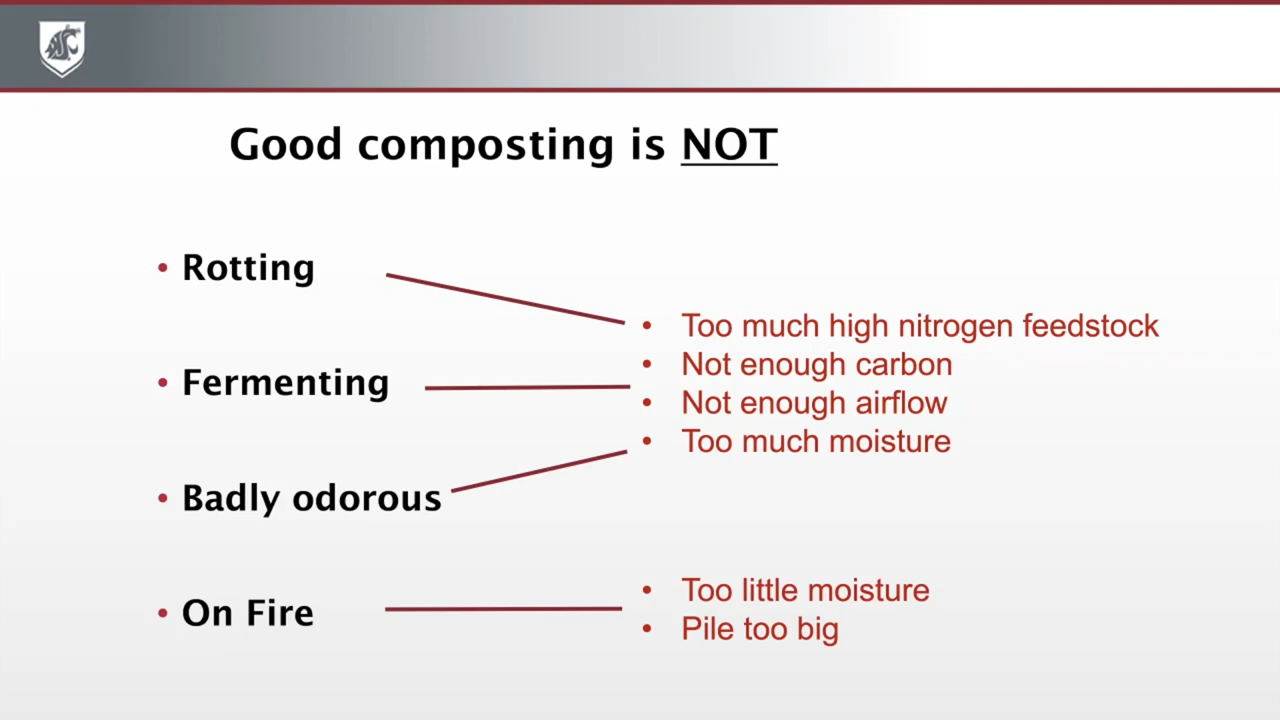 Good composting is NOT
• Rotting
• Fermenting
• Badly odorous
• On Fire
• Too much high nitrogen feedstock
• Not enough carbon
• Not enough airflow
• Too much moisture
• Too little moisture
• Pile too big